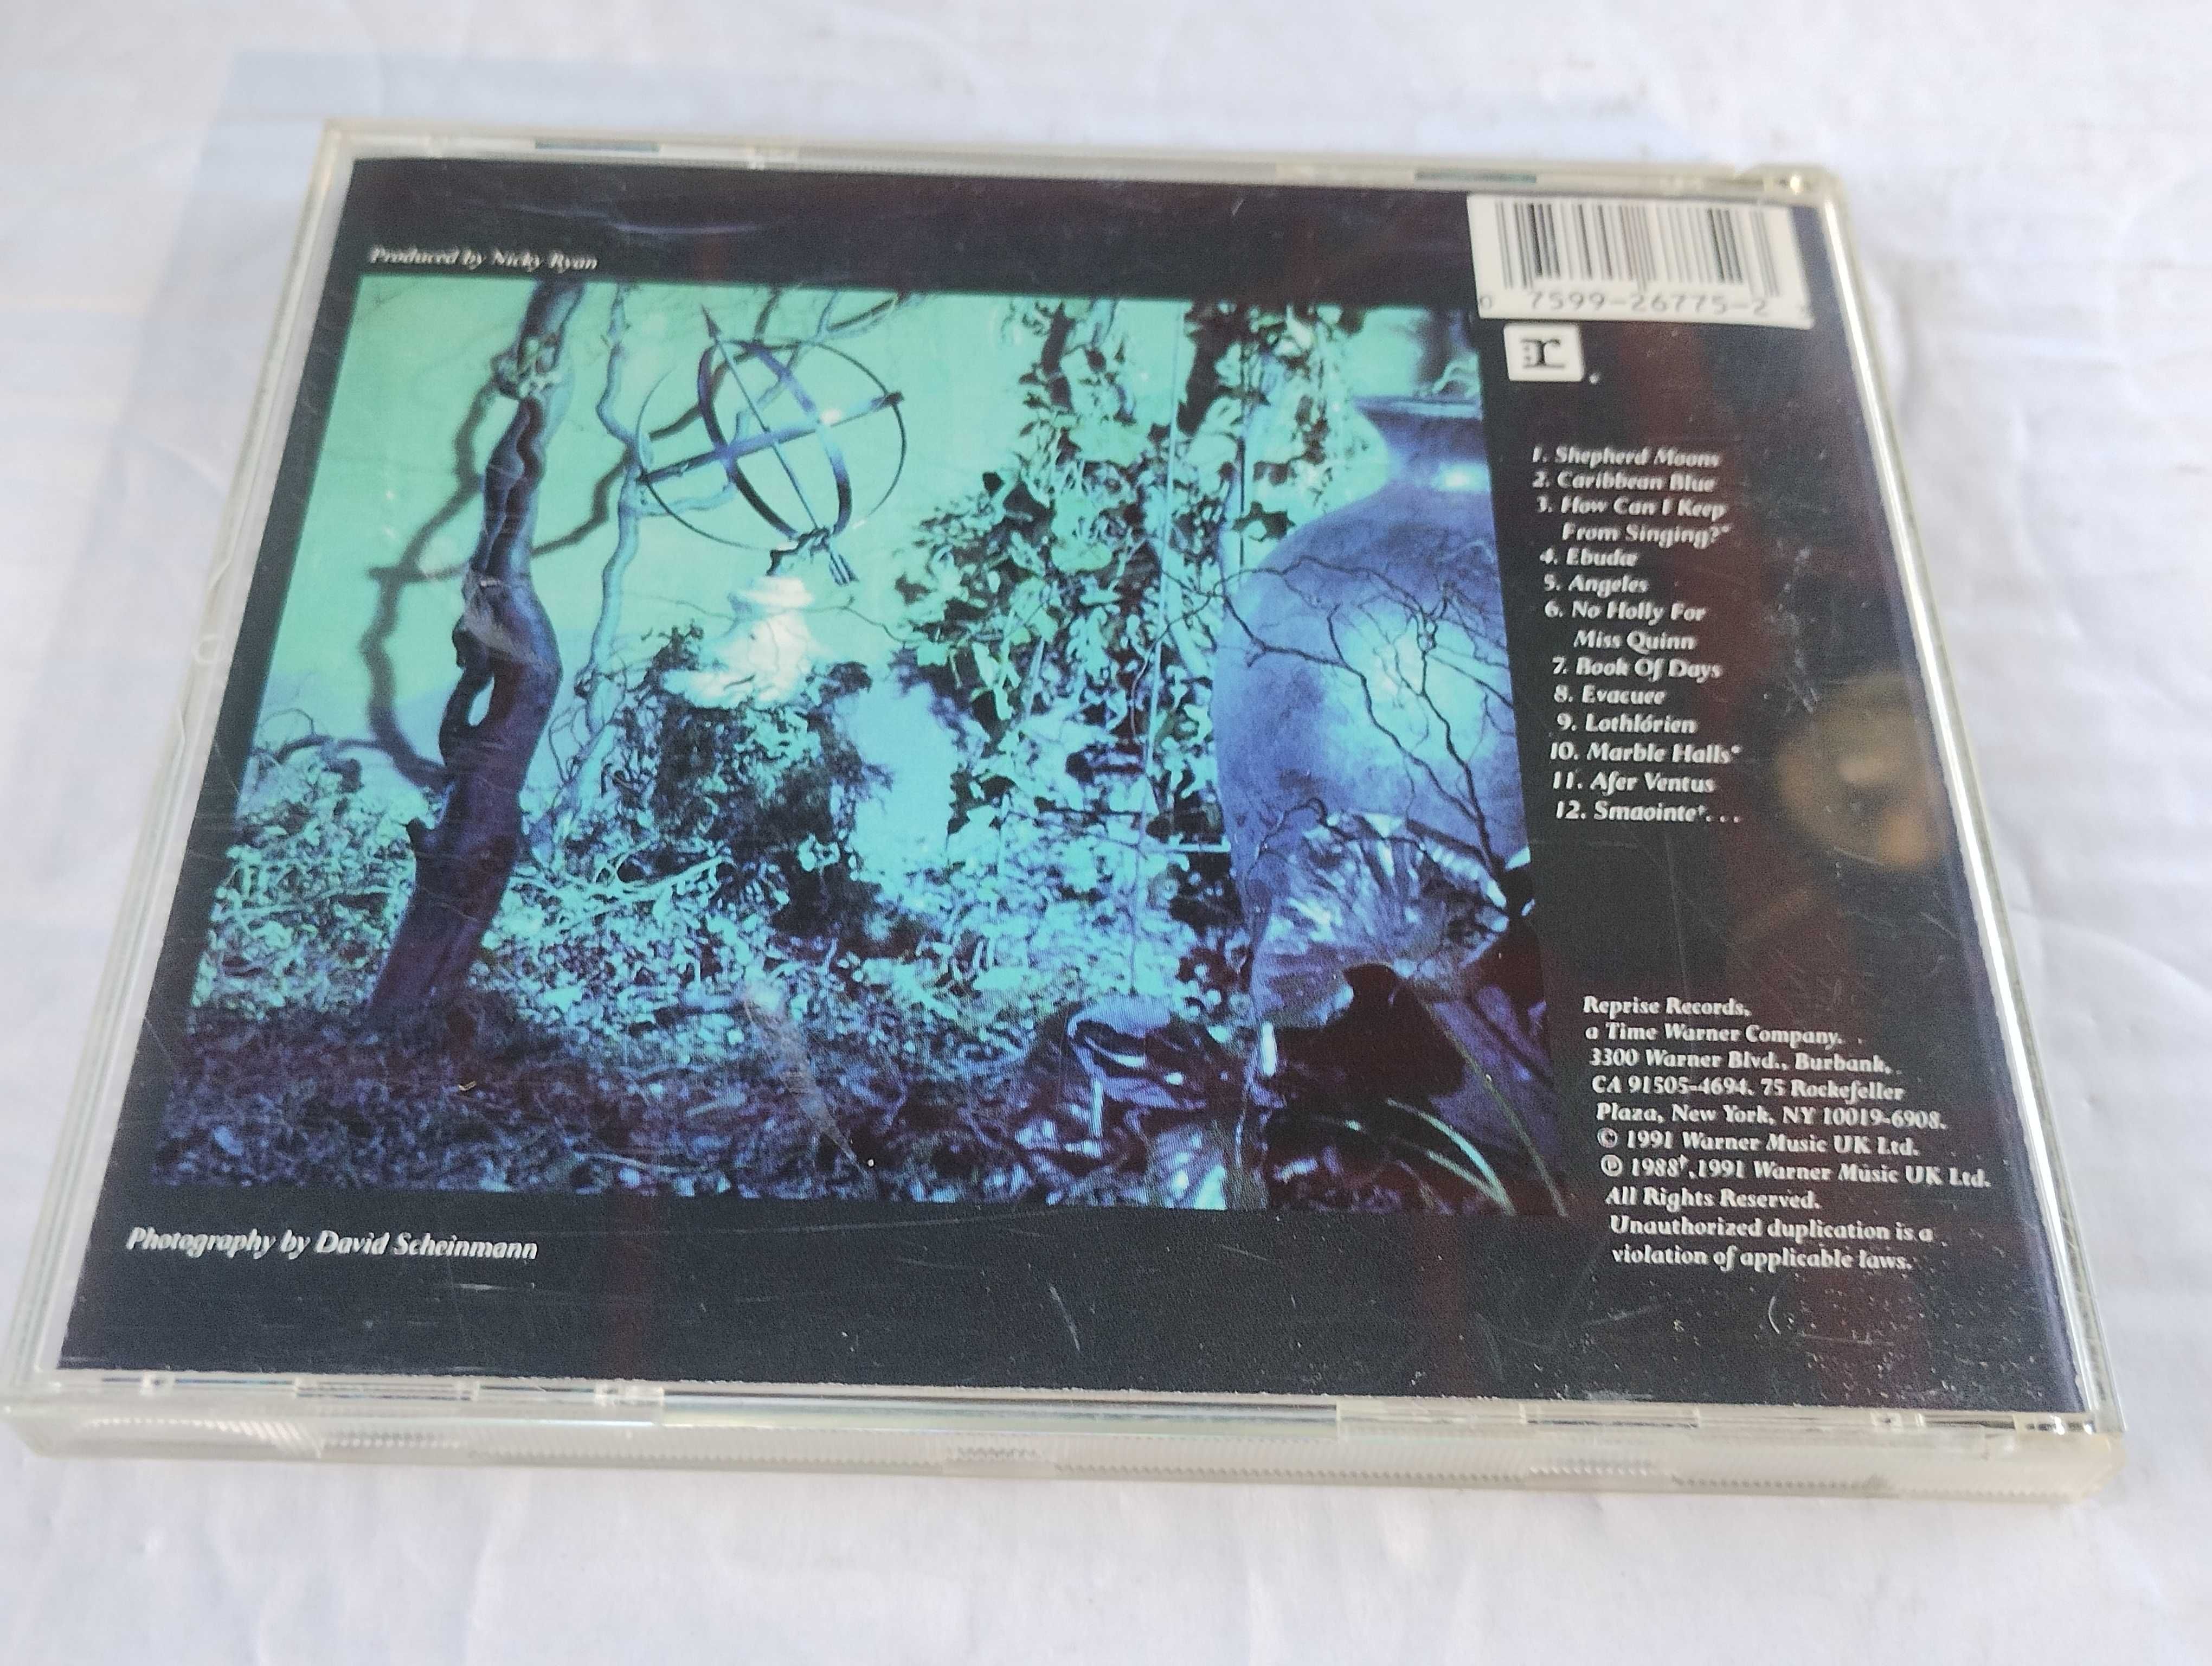 Produced by Nicky Ryan
0 7599-26775-2
r
1. Shepherd Moons
2. Caribbean Blue
3. How Can I Keep
From Singing?*
4. Ebudæ
5. Angeles
6. No Holly For
Miss Quinn
7. Book Of Days
8. Evacuee
9. Lothlórien
10. Marble Halls*
11. Afer Ventus
12. Smaointe†...
Reprise Records,
a Time Warner Company.
3300 Warner Blvd., Burbank,
CA 91505-4694. 75 Rockefeller
Plaza, New York, NY 10019-6908.
© 1991 Warner Music UK Ltd.
℗ 1988†,1991 Warner Music UK Ltd.
All Rights Reserved.
Unauthorized duplication is a
violation of applicable laws.
Photography by David Scheinmann